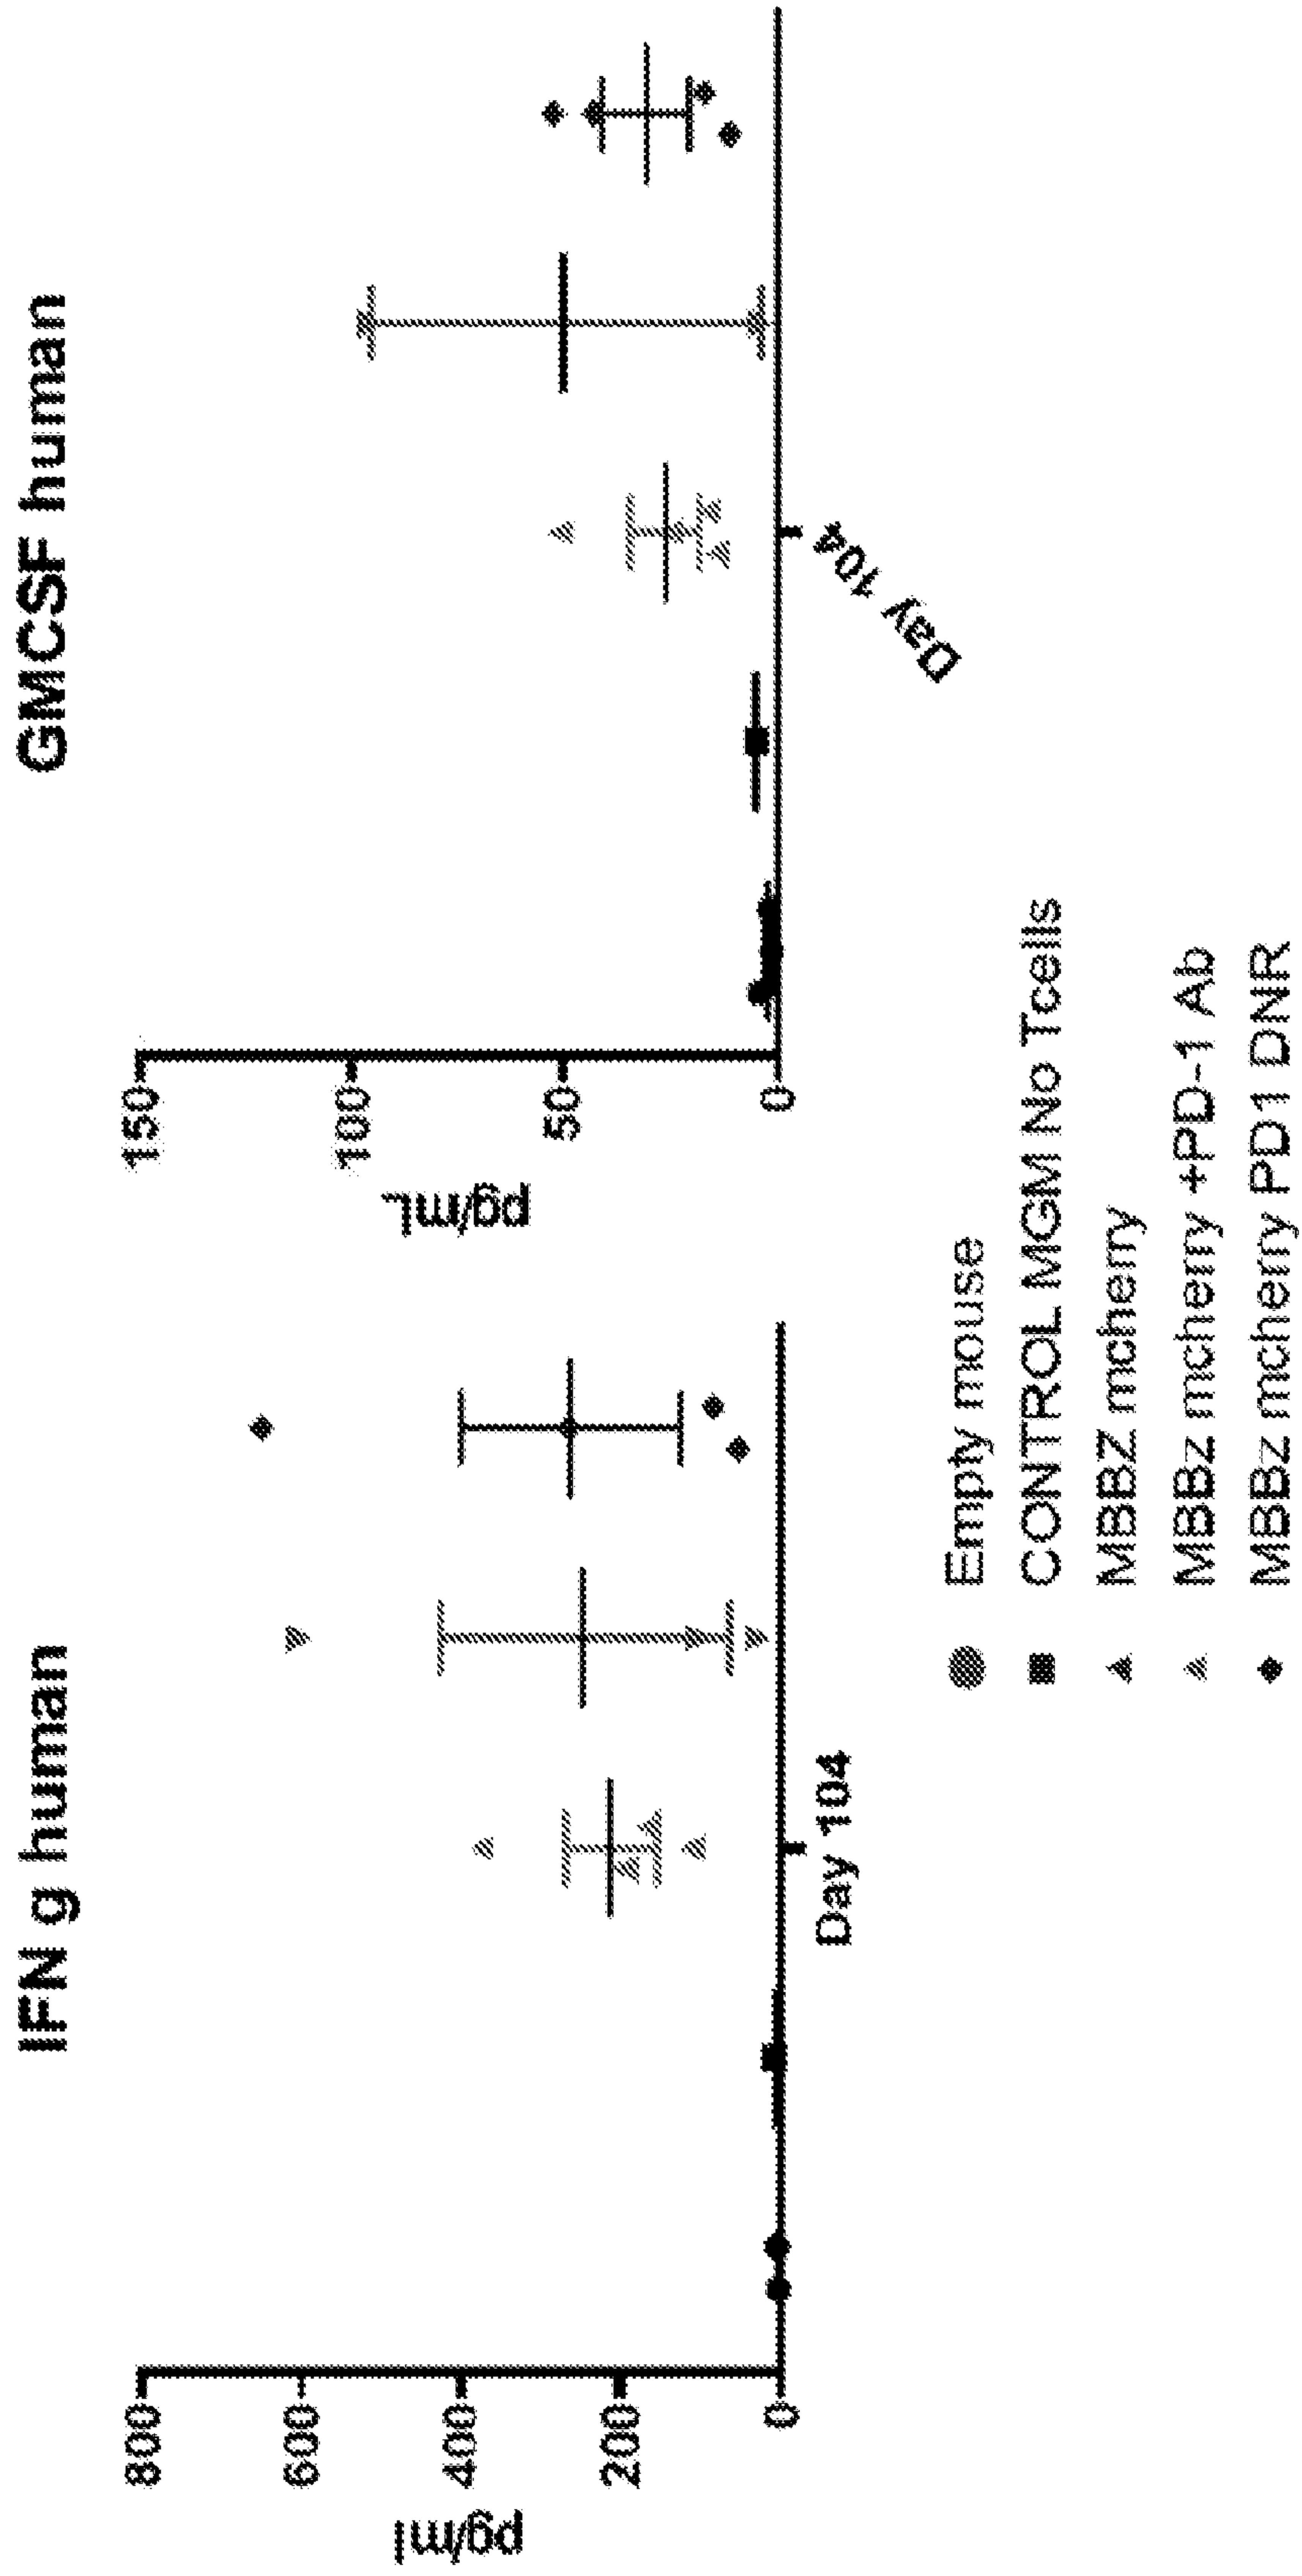 IFN g human
pg/ml
800
600
400
200
0
Day 104
GMCSF human
pg/mL
150
100
50
0
Day 104
Empty mouse
CONTROL MGM No Tcells
MBBZ mcherry
MBBz mcherry +PD-1 Ab
MBBz mcherry PD1 DNR